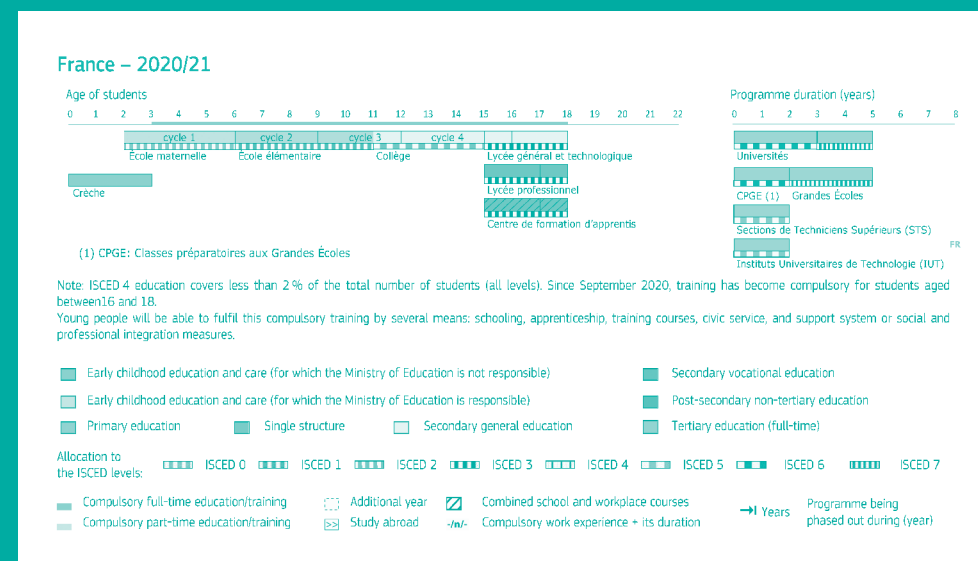 France – 2020/21
Age of students
Programme duration (years)
0 1 2 3 4 5 6 7 8 9 10 11 12 13 14 15 16 17 18 19 20 21 22
0 1 2 3 4 5 6 7 8
cycle 1 cycle 2 cycle 3 cycle 4
École maternelle École élémentaire Collège Lycée général et technologique
Universités
Crèche
Lycée professionnel
CPGE (1) Grandes Écoles
Centre de formation d'apprentis
Sections de Techniciens Supérieurs (STS)
FR
(1) CPGE: Classes préparatoires aux Grandes Écoles
Instituts Universitaires de Technologie (IUT)
Note: ISCED 4 education covers less than 2 % of the total number of students (all levels). Since September 2020, training has become compulsory for students aged
between16 and 18.
Young people will be able to fulfil this compulsory training by several means: schooling, apprenticeship, training courses, civic service, and support system or social and
professional integration measures.
Early childhood education and care (for which the Ministry of Education is not responsible)
Secondary vocational education
Early childhood education and care (for which the Ministry of Education is responsible)
Post-secondary non-tertiary education
Primary education Single structure Secondary general education
Tertiary education (full-time)
Allocation to
the ISCED levels:
ISCED 0 ISCED 1 ISCED 2 ISCED 3 ISCED 4 ISCED 5 ISCED 6 ISCED 7
Compulsory full-time education/training
Additional year
Combined school and workplace courses
Compulsory part-time education/training
>> Study abroad
-/n/- Compulsory work experience + its duration
Years
Programme being
phased out during (year)